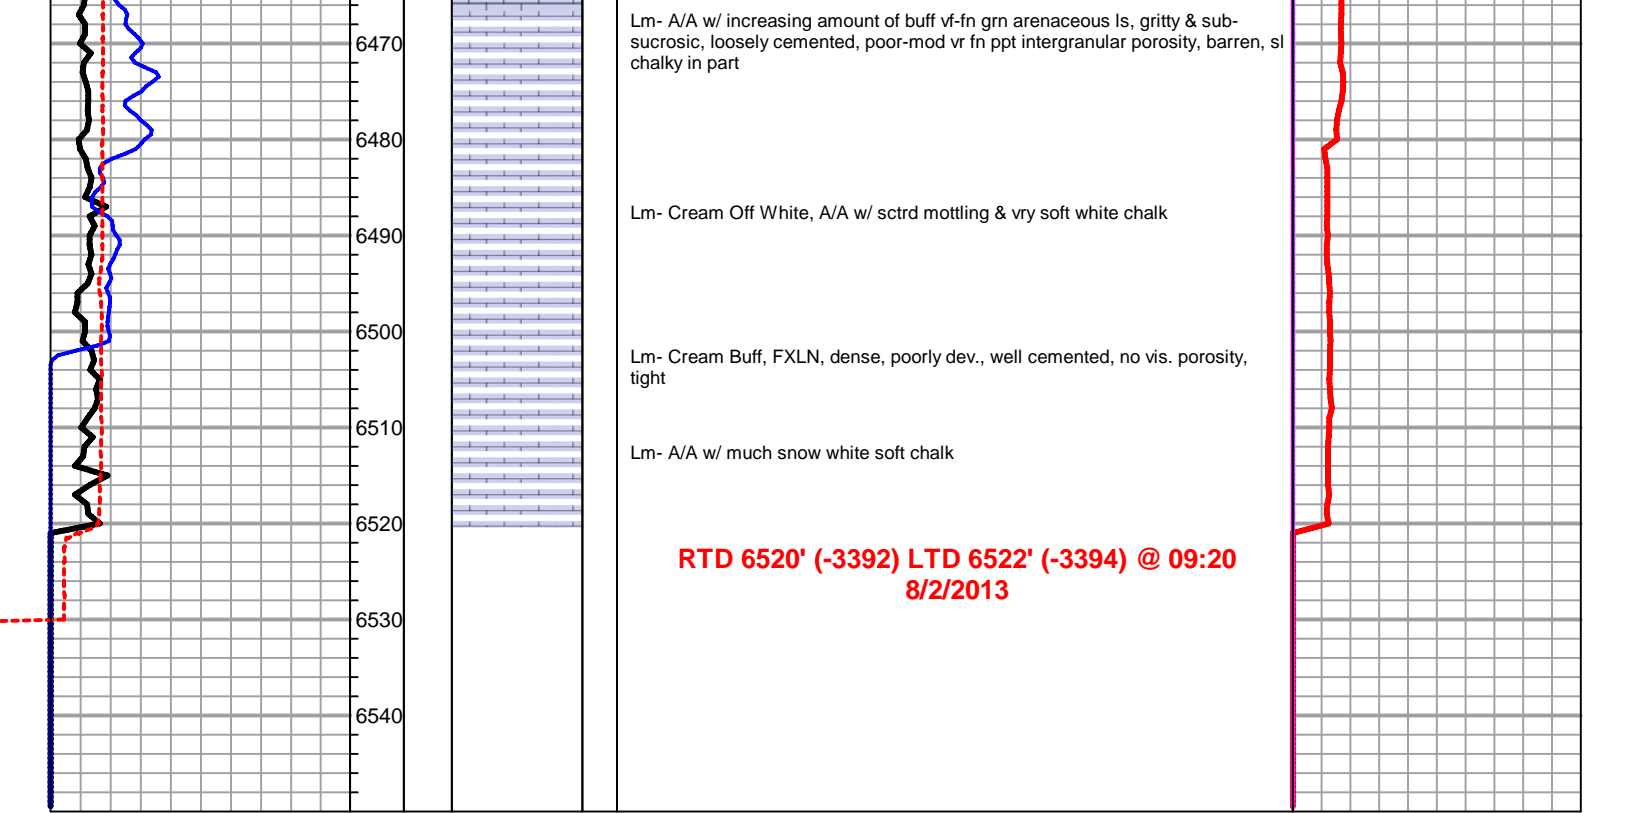 Lm- A/A w/ increasing amount of buff vf-fn grn arenaceous ls, gritty & sub-
sucrosic, loosely cemented, poor-mod vr fn ppt intergranular porosity, barren, sl
chalky in part
6470
6480
Lm- Cream Off White, A/A w/ sctrd mottling & vry soft white chalk
6490
6500
Lm- Cream Buff, FXLN, dense, poorly dev., well cemented, no vis. porosity,
tight
6510
Lm- A/A w/ much snow white soft chalk
6520
RTD 6520' (-3392) LTD 6522' (-3394) @ 09:20
8/2/2013
6530
6540